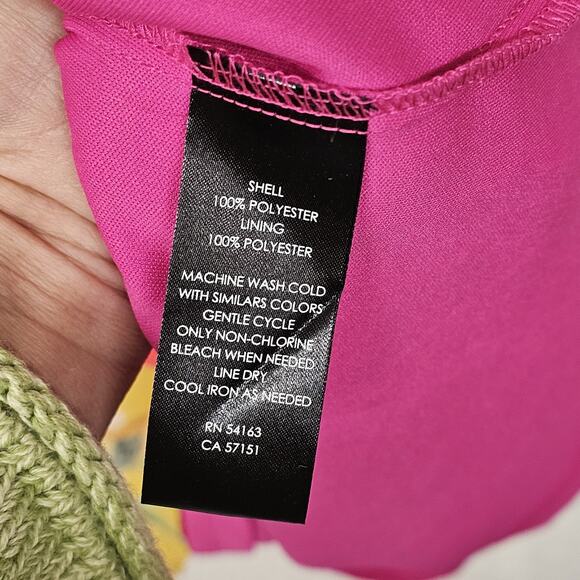 SHELL
100% POLYESTER
LINING
100% POLYESTER
MACHINE WASH COLD
WITH SIMILARS COLORS
GENTLE CYCLE
ONLY NON-CHLORINE
BLEACH WHEN NEEDED
LINE DRY
COOL IRON AS NEEDED
RN 54163
CA 57151